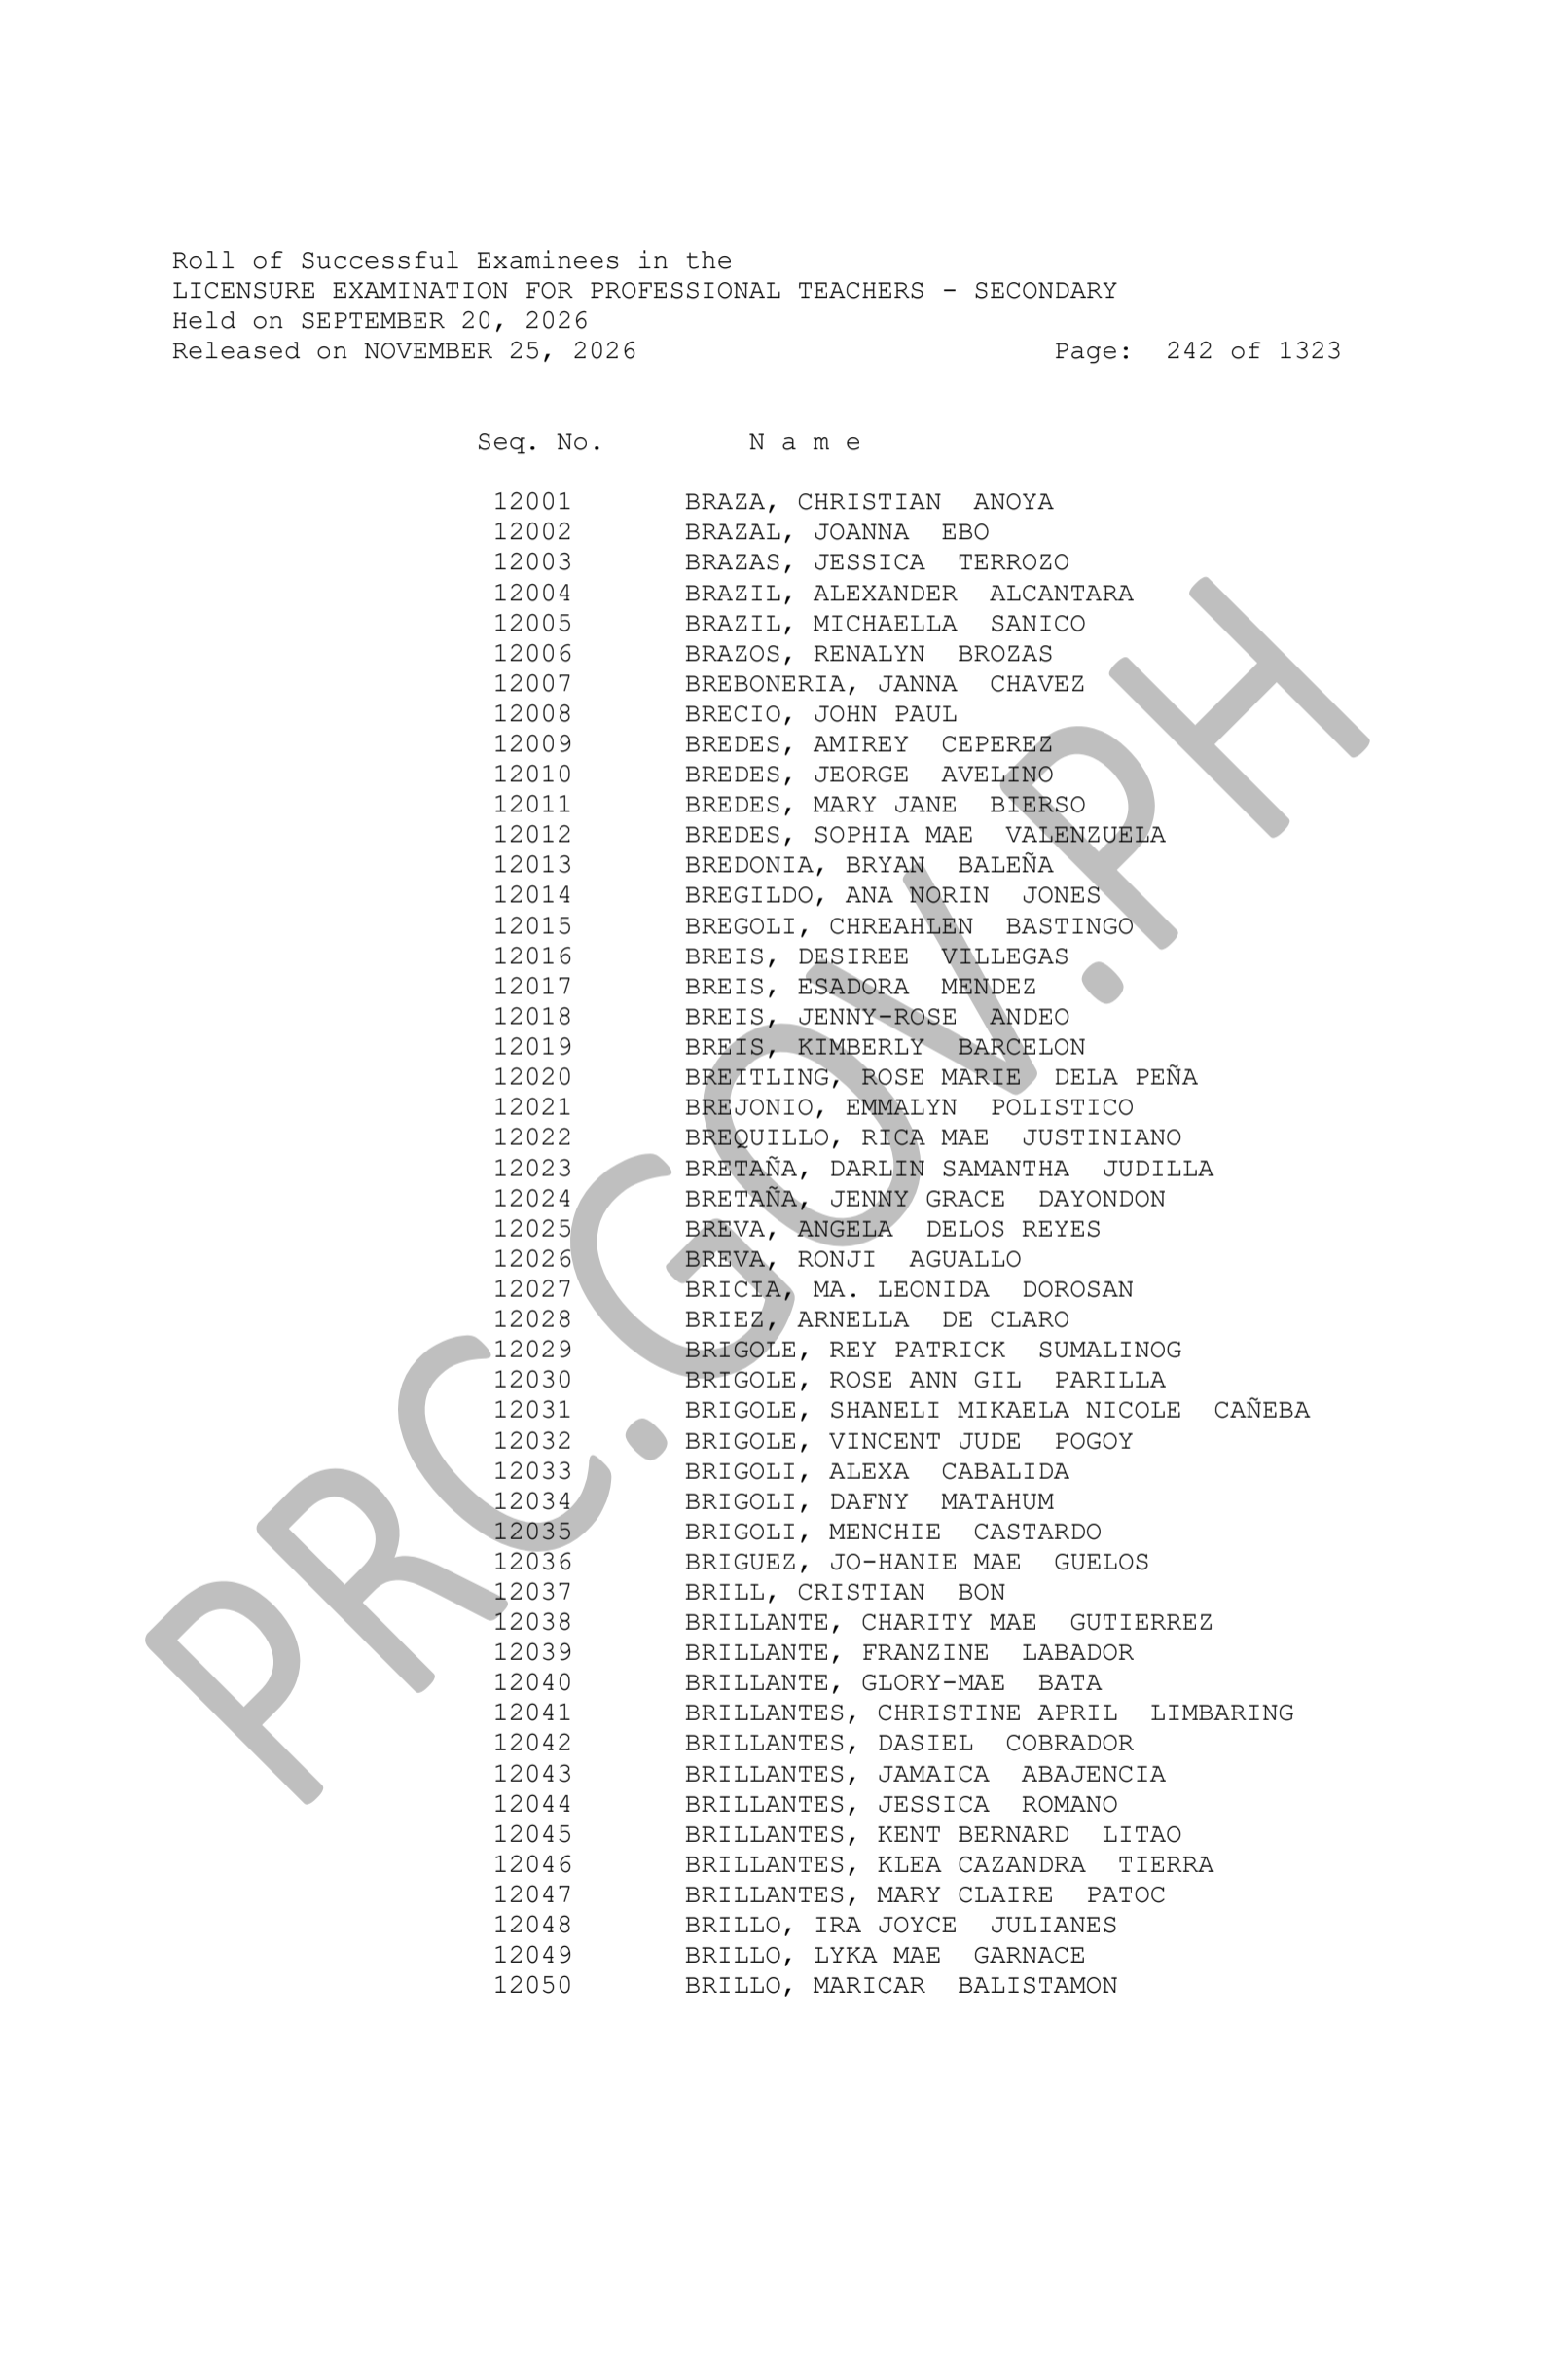 Roll of Successful Examinees in the
LICENSURE EXAMINATION FOR PROFESSIONAL TEACHERS - SECONDARY
Held on SEPTEMBER 20, 2026
Released on NOVEMBER 25, 2026 Page: 242 of 1323
Seq. No. N a m e
12001 BRAZA, CHRISTIAN ANOYA
12002 BRAZAL, JOANNA EBO
12003 BRAZAS, JESSICA TERROZO
12004 BRAZIL, ALEXANDER ALCANTARA
12005 BRAZIL, MICHAELLA SANICO
12006 BRAZOS, RENALYN BROZAS
12007 BREBONERIA, JANNA CHAVEZ
12008 BRECIO, JOHN PAUL
12009 BREDES, AMIREY CEPEREZ
12010 BREDES, JEORGE AVELINO
12011 BREDES, MARY JANE BIERSO
12012 BREDES, SOPHIA MAE VALENZUELA
12013 BREDONIA, BRYAN BALEÑA
12014 BREGILDO, ANA NORIN JONES
12015 BREGOLI, CHREAHLEN BASTINGO
12016 BREIS, DESIREE VILLEGAS
12017 BREIS, ESADORA MENDEZ
12018 BREIS, JENNY-ROSE ANDEO
12019 BREIS, KIMBERLY BARCELON
12020 BREITLING, ROSE MARIE DELA PEÑA
12021 BREJONIO, EMMALYN POLISTICO
12022 BREQUILLO, RICA MAE JUSTINIANO
12023 BRETAÑA, DARLIN SAMANTHA JUDILLA
12024 BRETAÑA, JENNY GRACE DAYONDON
12025 BREVA, ANGELA DELOS REYES
12026 BREVA, RONJI AGUALLO
12027 BRICIA, MA. LEONIDA DOROSAN
12028 BRIEZ, ARNELLA DE CLARO
12029 BRIGOLE, REY PATRICK SUMALINOG
12030 BRIGOLE, ROSE ANN GIL PARILLA
12031 BRIGOLE, SHANELI MIKAELA NICOLE CAÑEBA
12032 BRIGOLE, VINCENT JUDE POGOY
12033 BRIGOLI, ALEXA CABALIDA
12034 BRIGOLI, DAFNY MATAHUM
12035 BRIGOLI, MENCHIE CASTARDO
12036 BRIGUEZ, JO-HANIE MAE GUELOS
12037 BRILL, CRISTIAN BON
12038 BRILLANTE, CHARITY MAE GUTIERREZ
12039 BRILLANTE, FRANZINE LABADOR
12040 BRILLANTE, GLORY-MAE BATA
12041 BRILLANTES, CHRISTINE APRIL LIMBARING
12042 BRILLANTES, DASIEL COBRADOR
12043 BRILLANTES, JAMAICA ABAJENCIA
12044 BRILLANTES, JESSICA ROMANO
12045 BRILLANTES, KENT BERNARD LITAO
12046 BRILLANTES, KLEA CAZANDRA TIERRA
12047 BRILLANTES, MARY CLAIRE PATOC
12048 BRILLO, IRA JOYCE JULIANES
12049 BRILLO, LYKA MAE GARNACE
12050 BRILLO, MARICAR BALISTAMON
PRC.GOV.PH